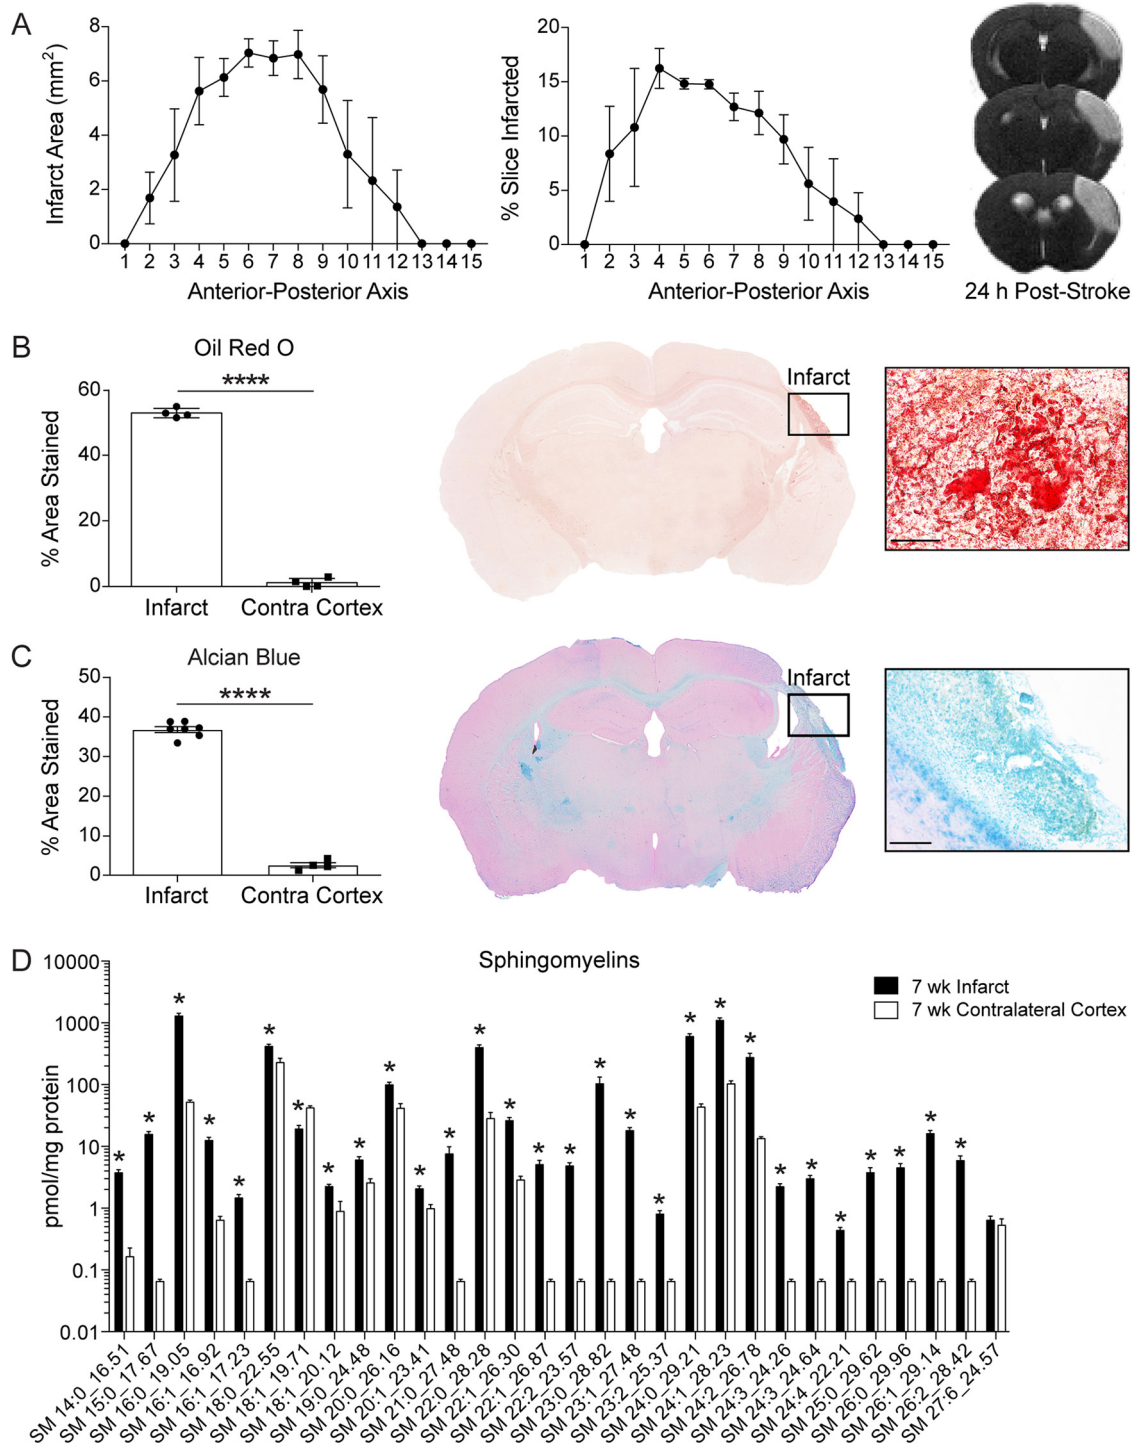 A
Infarct Area (mm²)
8
6
4
2
0
1 2 3 4 5 6 7 8 9 10 11 12 13 14 15
Anterior-Posterior Axis
% Slice Infarcted
20
15
10
5
0
1 2 3 4 5 6 7 8 9 10 11 12 13 14 15
Anterior-Posterior Axis
24 h Post-Stroke
B
Oil Red O
****
% Area Stained
60
40
20
0
Infarct Contra Cortex
Infarct
C
Alcian Blue
****
% Area Stained
50
40
30
20
10
0
Infarct Contra Cortex
Infarct
D
Sphingomyelins
7 wk Infarct
7 wk Contralateral Cortex
pmol/mg protein
10000
1000
100
10
1
0.1
0.01
* * * * * * * * * * * * * * * * * * * * * * * * * * * * *
SM 14:0_16.51
SM 15:0_17.67
SM 16:0_19.05
SM 16:1_16.92
SM 16:1_17.23
SM 18:0_22.55
SM 18:1_19.71
SM 18:1_20.12
SM 19:0_24.48
SM 20:0_26.16
SM 20:1_23.41
SM 21:0_27.48
SM 22:0_28.28
SM 22:1_26.30
SM 22:1_26.87
SM 22:2_23.57
SM 23:0_28.82
SM 23:1_27.48
SM 23:2_25.37
SM 24:0_29.21
SM 24:1_28.23
SM 24:2_26.78
SM 24:3_24.26
SM 24:3_24.64
SM 24:4_22.21
SM 25:0_29.62
SM 26:0_29.96
SM 26:1_29.14
SM 26:2_28.42
SM 27:6_24.57